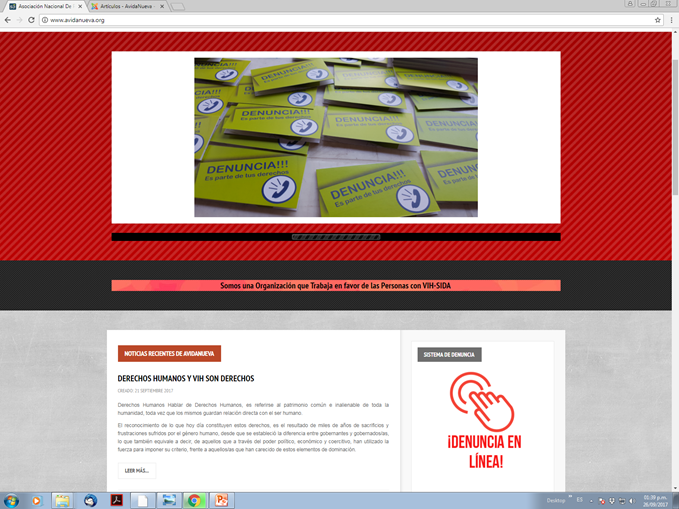 Asociación Nacional De
Artículos - AvidaNueva
www.avidanueva.org
DENUNCIA!!!
Es parte de tus derechos
DENUNCIA!!!
Es parte de tus derechos
DENUNCIA!!!
Es parte de tus derechos
DENUNCIA!!!
Es parte de tus derechos
Somos una Organización que Trabaja en favor de las Personas con VIH-SIDA
NOTICIAS RECIENTES DE AVIDANUEVA
DERECHOS HUMANOS Y VIH SON DERECHOS
CREADO: 21 SEPTIEMBRE 2017
Derechos Humanos Hablar de Derechos Humanos, es referirse al patrimonio común e inalienable de toda la
humanidad, toda vez que los mismos guardan relación directa con el ser humano.
El reconocimiento de lo que hoy día constituyen estos derechos, es el resultado de miles de años de sacrificios y
frustraciones sufridos por el género humano, desde que se estableció la diferencia entre gobernantes y gobernados/as,
lo que también equivale a decir, de aquellos que a través del poder político, económico y coercitivo, han utilizado la
fuerza para imponer su criterio, frente a aquellos/as que han carecido de estos elementos de dominación.
LEER MÁS...
SISTEMA DE DENUNCIA
¡DENUNCIA EN
LÍNEA!
Desktop
ES
01:39 p.m.
26/09/2017